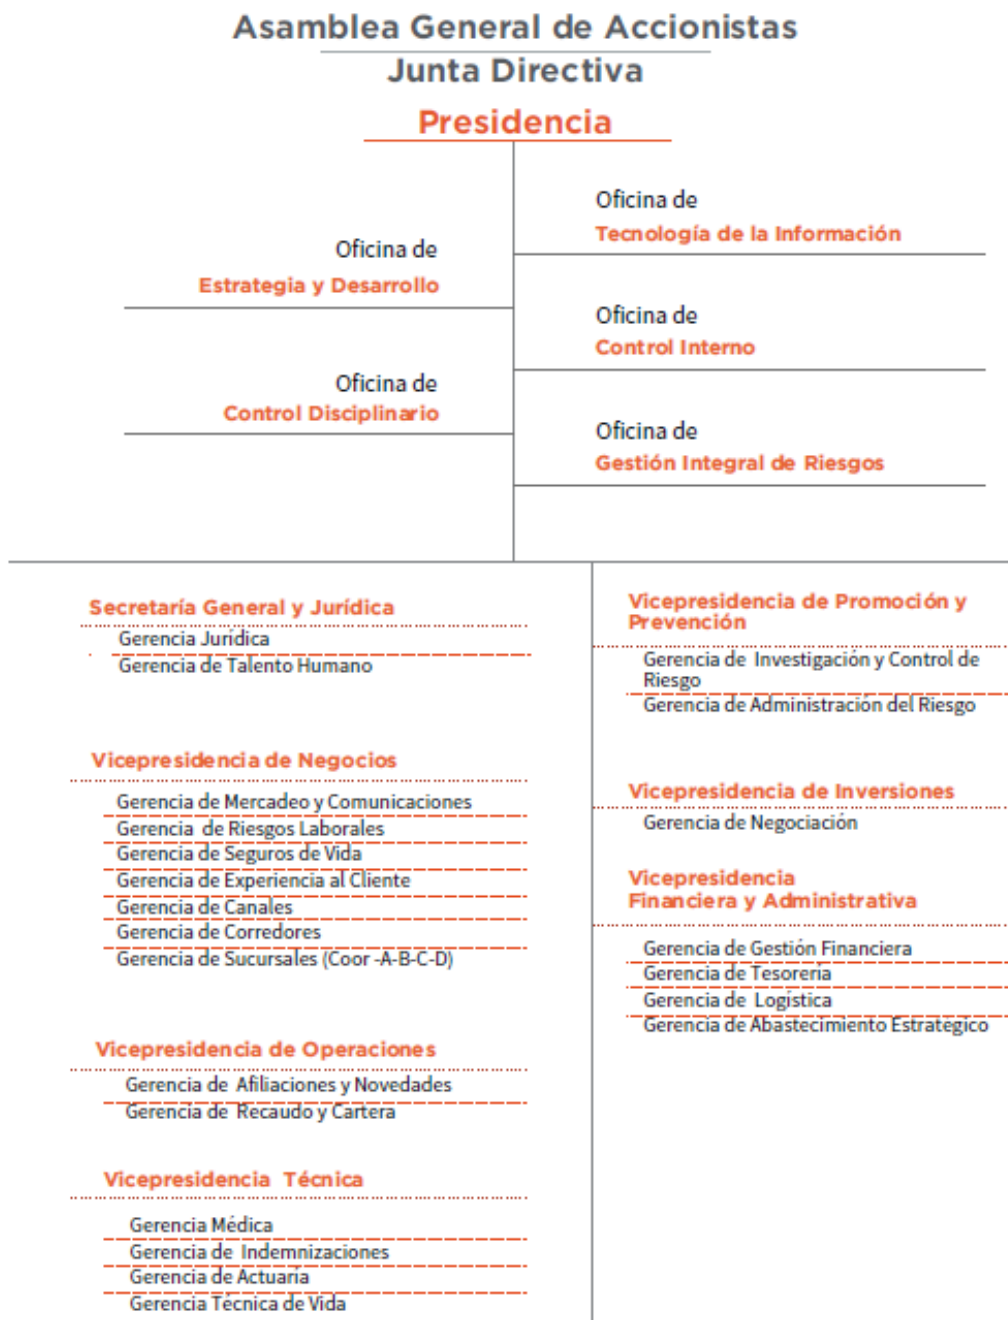 Asamblea General de Accionistas
Junta Directiva
Presidencia
Oficina de
Tecnología de la Información
Oficina de
Estrategia y Desarrollo
Oficina de
Control Interno
Oficina de
Control Disciplinario
Oficina de
Gestión Integral de Riesgos
Secretaría General y Jurídica
Gerencia Jurídica
Gerencia de Talento Humano
Vicepresidencia de Negocios
Gerencia de Mercadeo y Comunicaciones
Gerencia de Riesgos Laborales
Gerencia de Seguros de Vida
Gerencia de Experiencia al Cliente
Gerencia de Canales
Gerencia de Corredores
Gerencia de Sucursales (Coor -A-B-C-D)
Vicepresidencia de Operaciones
Gerencia de Afiliaciones y Novedades
Gerencia de Recaudo y Cartera
Vicepresidencia Técnica
Gerencia Médica
Gerencia de Indemnizaciones
Gerencia de Actuaría
Gerencia Técnica de Vida
Vicepresidencia de Promoción y
Prevención
Gerencia de Investigación y Control de
Riesgo
Gerencia de Administración del Riesgo
Vicepresidencia de Inversiones
Gerencia de Negociación
Vicepresidencia
Financiera y Administrativa
Gerencia de Gestión Financiera
Gerencia de Tesorería
Gerencia de Logística
Gerencia de Abastecimiento Estrategico